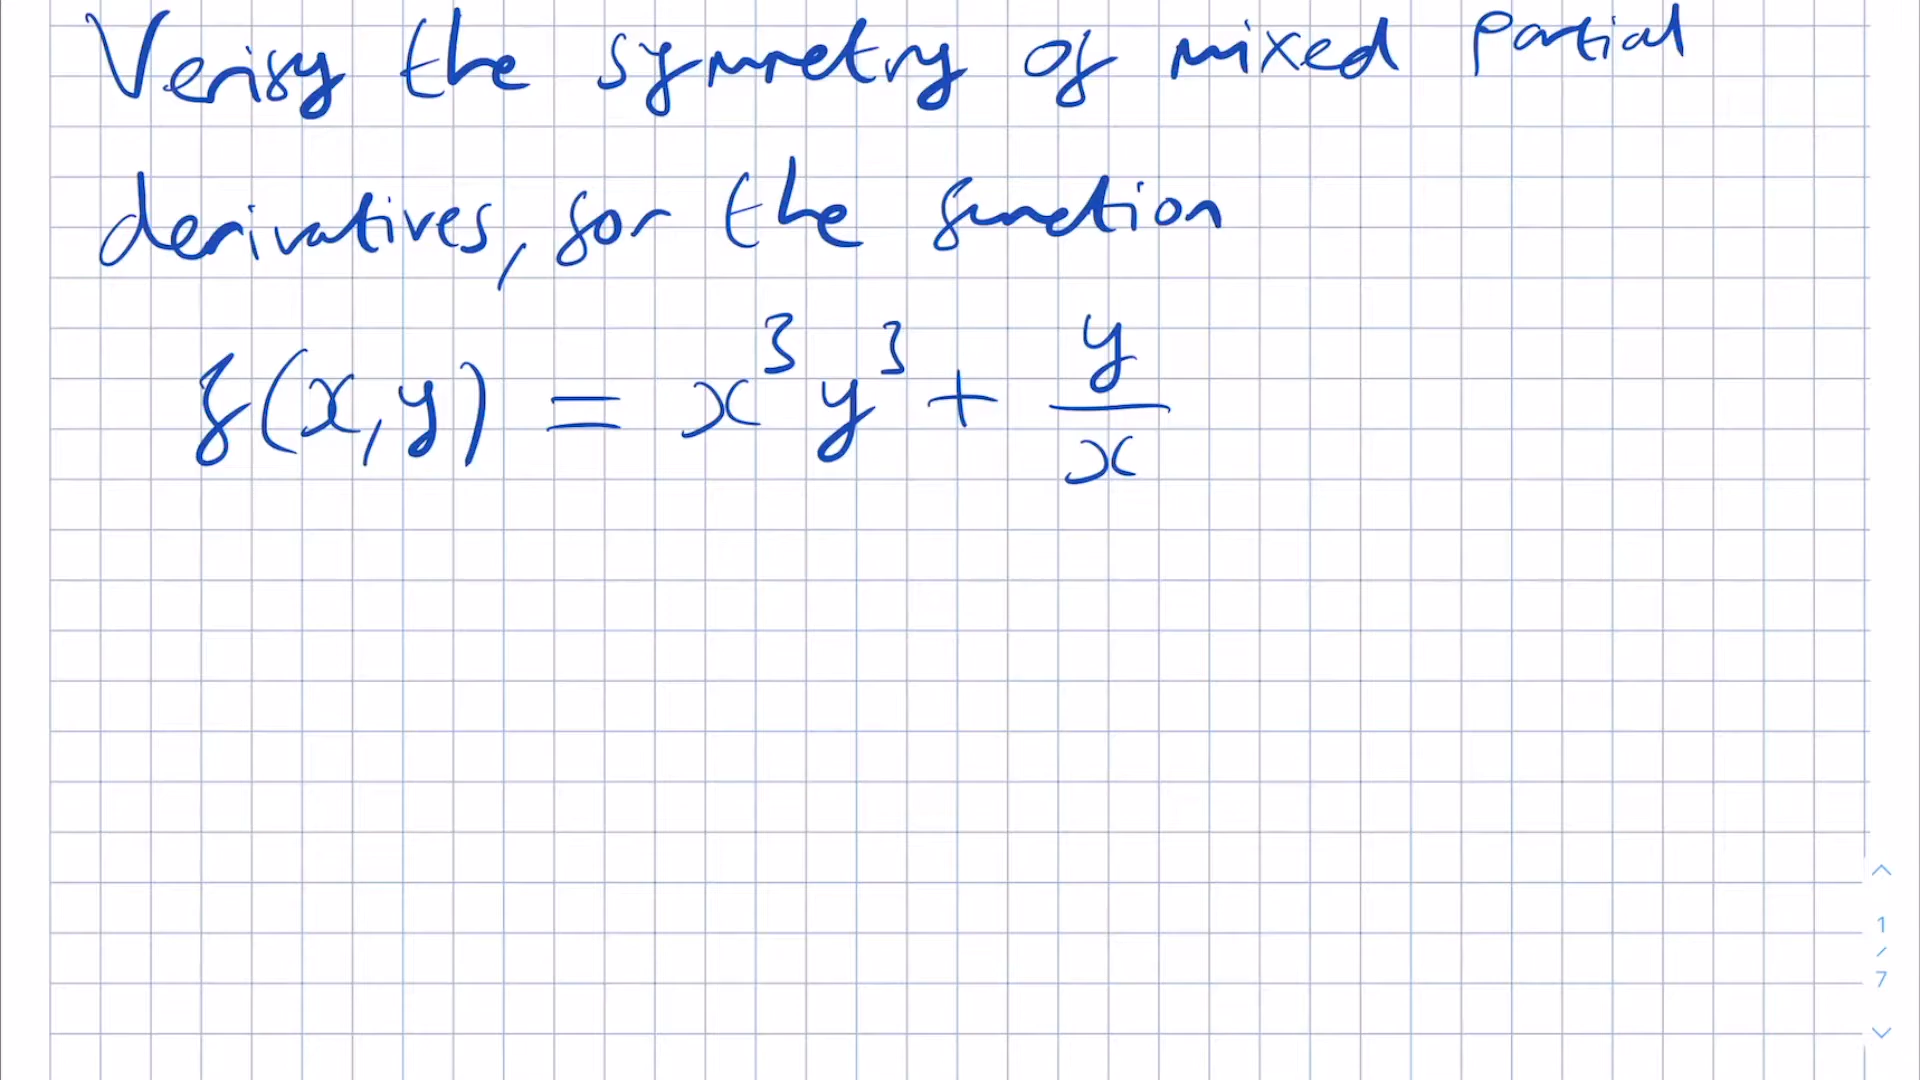 Verify the symmetry of mixed partial
derivatives, for the function
f(x,y) = x³y³ + y/x
1
/
7